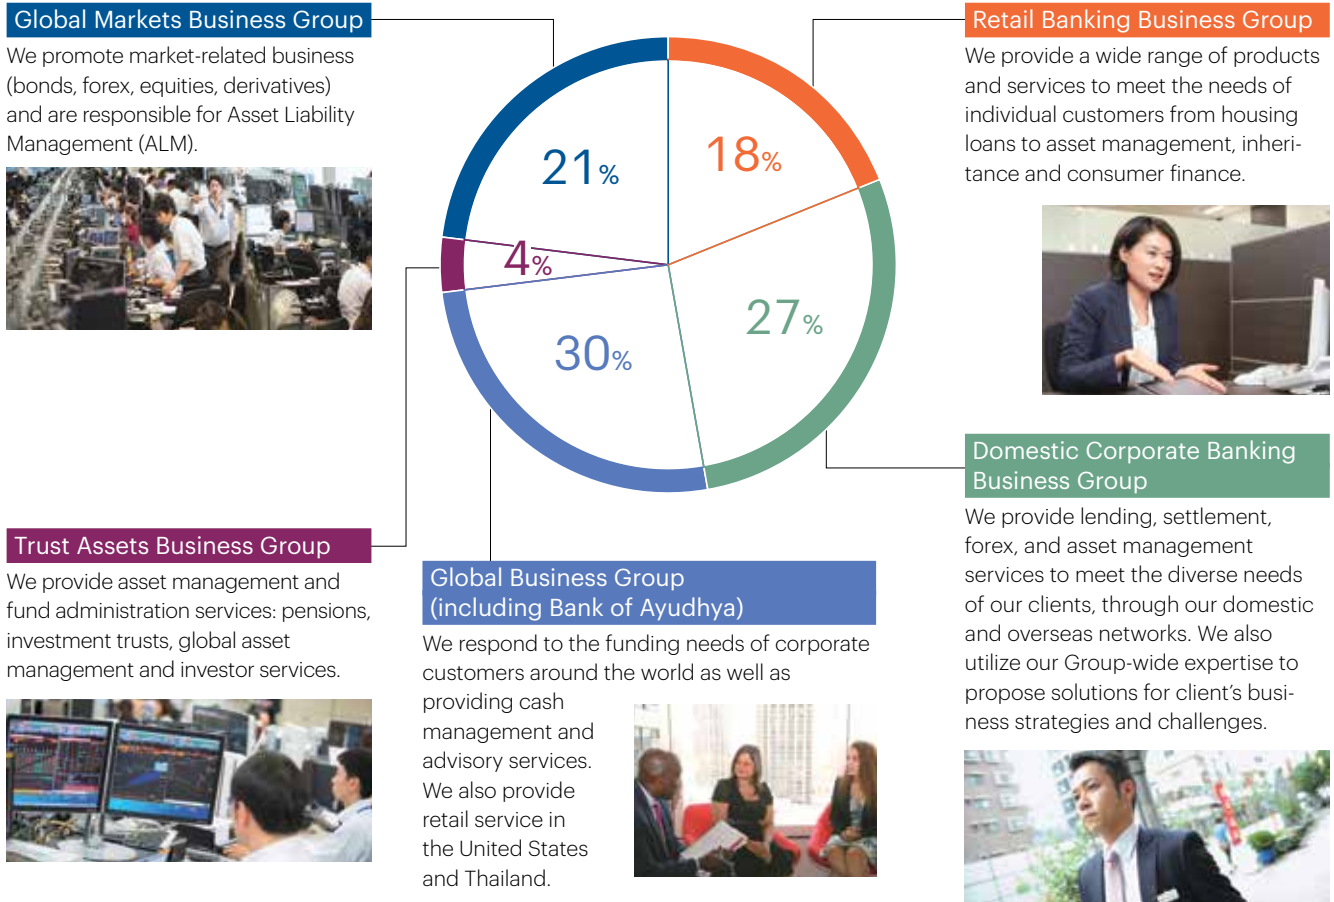 Global Markets Business Group
We promote market-related business
(bonds, forex, equities, derivatives)
and are responsible for Asset Liability
Management (ALM).
Retail Banking Business Group
We provide a wide range of products
and services to meet the needs of
individual customers from housing
loans to asset management, inheri-
tance and consumer finance.
21%
18%
4%
27%
30%
Domestic Corporate Banking
Business Group
We provide lending, settlement,
forex, and asset management
services to meet the diverse needs
of our clients, through our domestic
and overseas networks. We also
utilize our Group-wide expertise to
propose solutions for client’s busi-
ness strategies and challenges.
Trust Assets Business Group
We provide asset management and
fund administration services: pensions,
investment trusts, global asset
management and investor services.
Global Business Group
(including Bank of Ayudhya)
We respond to the funding needs of corporate
customers around the world as well as
providing cash
management and
advisory services.
We also provide
retail service in
the United States
and Thailand.